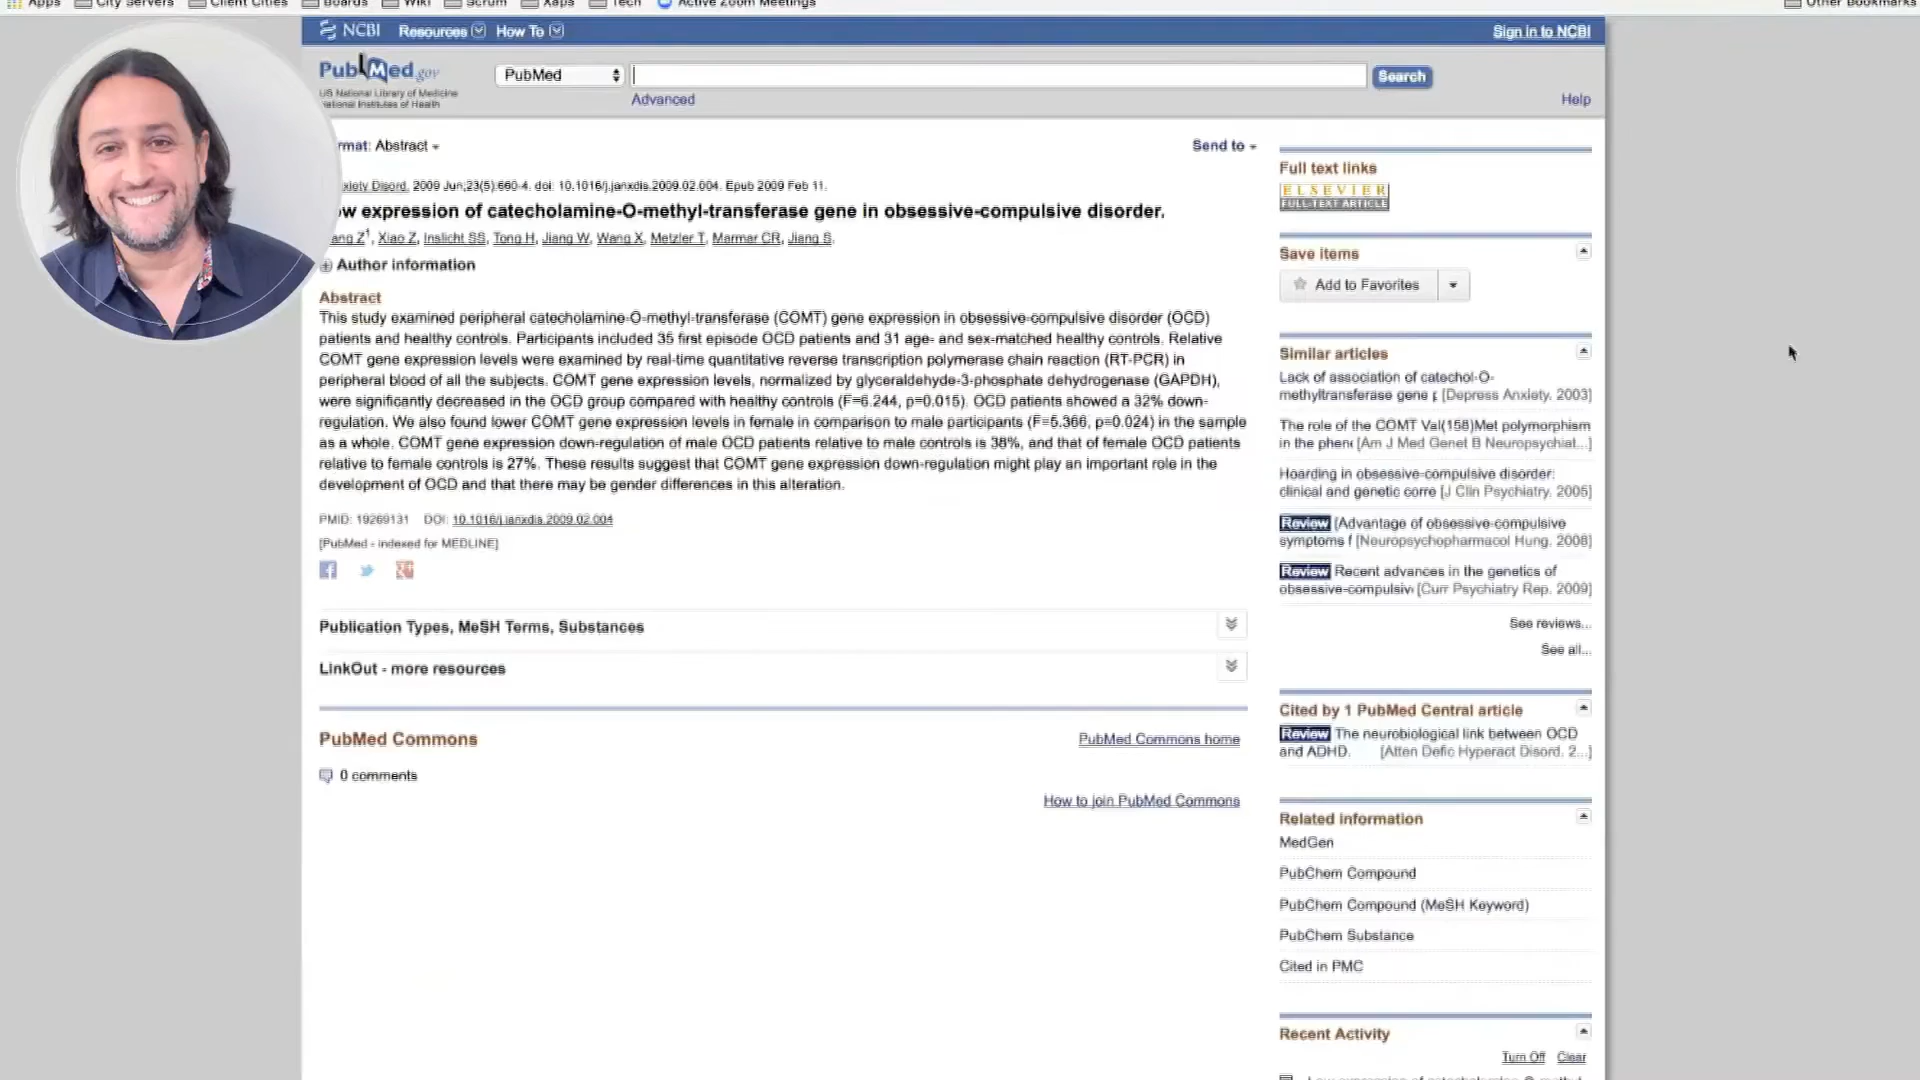 Apps City Servers Client Cities Boards Wiki Scrum Xaps Tech Active Zoom Meetings Other Bookmarks
NCBI Resources How To Sign in to NCBI
PubMed.gov
US National Library of Medicine
National Institutes of Health
PubMed
Search
Advanced
Help
rmat: Abstract
Send to
xiety Disord. 2009 Jun;23(5):660-4. doi: 10.1016/j.janxdis.2009.02.004. Epub 2009 Feb 11.
ow expression of catecholamine-O-methyl-transferase gene in obsessive-compulsive disorder.
ang Z1, Xiao Z, Inslicht SS, Tong H, Jiang W, Wang X, Metzler T, Marmar CR, Jiang S.
Author information
Abstract
This study examined peripheral catecholamine-O-methyl-transferase (COMT) gene expression in obsessive-compulsive disorder (OCD)
patients and healthy controls. Participants included 35 first episode OCD patients and 31 age- and sex-matched healthy controls. Relative
COMT gene expression levels were examined by real-time quantitative reverse transcription polymerase chain reaction (RT-PCR) in
peripheral blood of all the subjects. COMT gene expression levels, normalized by glyceraldehyde-3-phosphate dehydrogenase (GAPDH),
were significantly decreased in the OCD group compared with healthy controls (F=6.244, p=0.015). OCD patients showed a 32% down-
regulation. We also found lower COMT gene expression levels in female in comparison to male participants (F=5.366, p=0.024) in the sample
as a whole. COMT gene expression down-regulation of male OCD patients relative to male controls is 38%, and that of female OCD patients
relative to female controls is 27%. These results suggest that COMT gene expression down-regulation might play an important role in the
development of OCD and that there may be gender differences in this alteration.
PMID: 19269131 DOI: 10.1016/j.janxdis.2009.02.004
[PubMed - indexed for MEDLINE]
Publication Types, MeSH Terms, Substances
LinkOut - more resources
PubMed Commons
PubMed Commons home
0 comments
How to join PubMed Commons
Full text links
ELSEVIER
FULL-TEXT ARTICLE
Save items
Add to Favorites
Similar articles
Lack of association of catechol-O-
methyltransferase gene p [Depress Anxiety. 2003]
The role of the COMT Val(158)Met polymorphism
in the phen [Am J Med Genet B Neuropsychiat...]
Hoarding in obsessive-compulsive disorder:
clinical and genetic corre [J Clin Psychiatry. 2005]
Review [Advantage of obsessive-compulsive
symptoms f [Neuropsychopharmacol Hung. 2008]
Review Recent advances in the genetics of
obsessive-compulsiv [Curr Psychiatry Rep. 2009]
See reviews...
See all...
Cited by 1 PubMed Central article
Review The neurobiological link between OCD
and ADHD. [Atten Defic Hyperact Disord. 2...]
Related information
MedGen
PubChem Compound
PubChem Compound (MeSH Keyword)
PubChem Substance
Cited in PMC
Recent Activity
Turn Off Clear